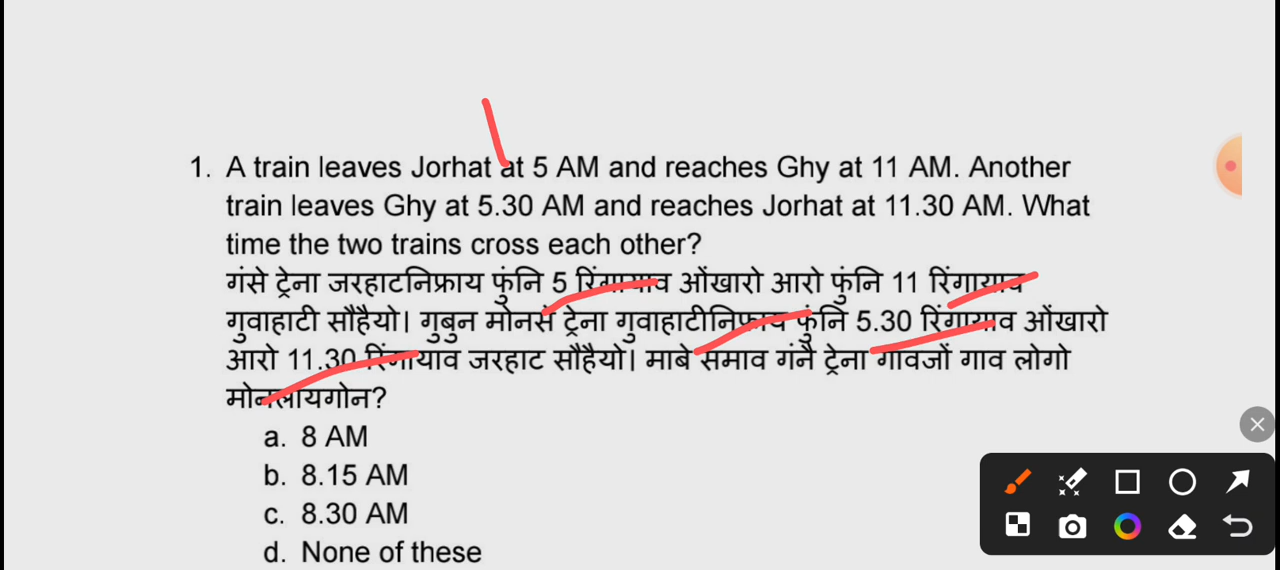 1. A train leaves Jorhat at 5 AM and reaches Ghy at 11 AM. Another
train leaves Ghy at 5.30 AM and reaches Jorhat at 11.30 AM. What
time the two trains cross each other?
गंसे ट्रेना जरहाटनिफ्राय फुंनि 5 रिंगायाव ओंखारो आरो फुंनि 11 रिंगायाव
गुवाहाटी सौहैयो। गुबुन मोनसे ट्रेना गुवाहाटीनिफ्राय फुंनि 5.30 रिंगायाव ओंखारो
आरो 11.30 रिंगायाव जरहाट सौहैयो। माबे समाव गंनै ट्रेना गावजों गाव लोगो
मोनलायगोन?
a. 8 AM
b. 8.15 AM
c. 8.30 AM
d. None of these